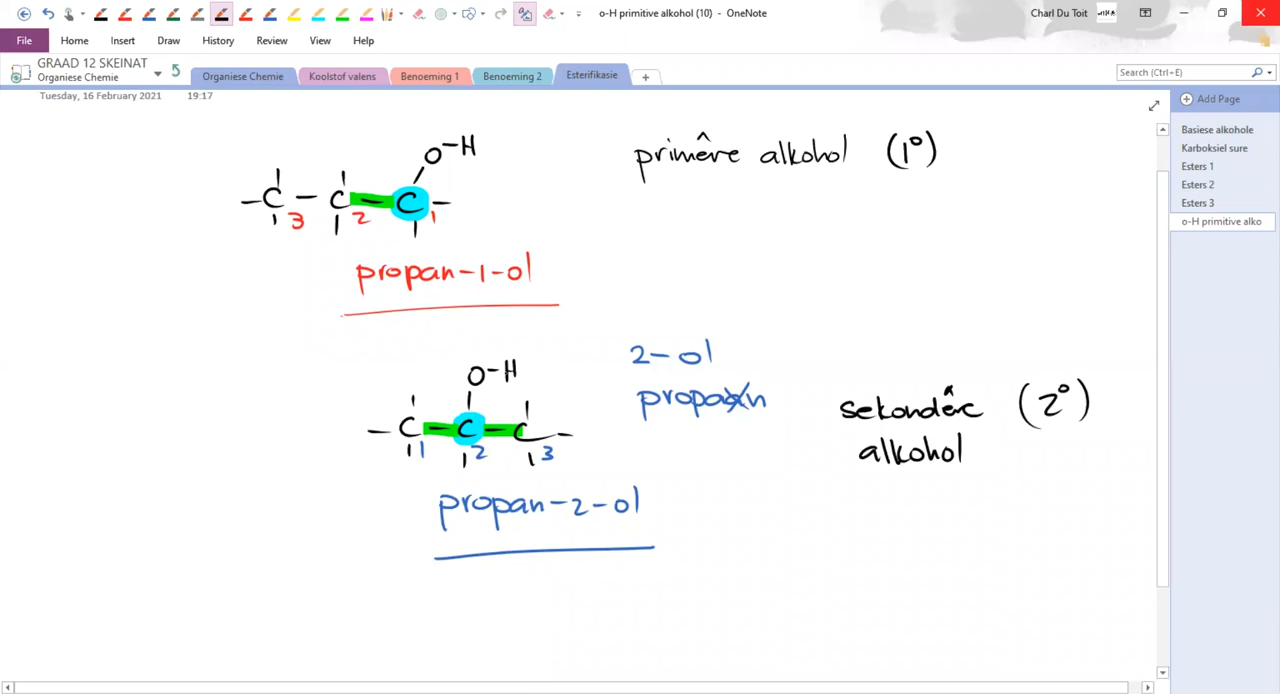 o-H primitive alkohol (10) - OneNote
Charl Du Toit
File Home Insert Draw History Review View Help
GRAAD 12 SKEINAT
Organiese Chemie
Organiese Chemie Koolstof valens Benoeming 1 Benoeming 2 Esterifikasie
Search (Ctrl+E)
Tuesday, 16 February 2021 19:17
Add Page
Basiese alkohole
Karboksiel sure
Esters 1
Esters 2
Esters 3
o-H primitive alko
O-H
primêre alkohol (1°)
-C-C-C-
3 2 1
propan-1-ol
2-ol
O-H
propaan
sekondêre (2°)
alkohol
-C-C-C-
1 2 3
propan-2-ol